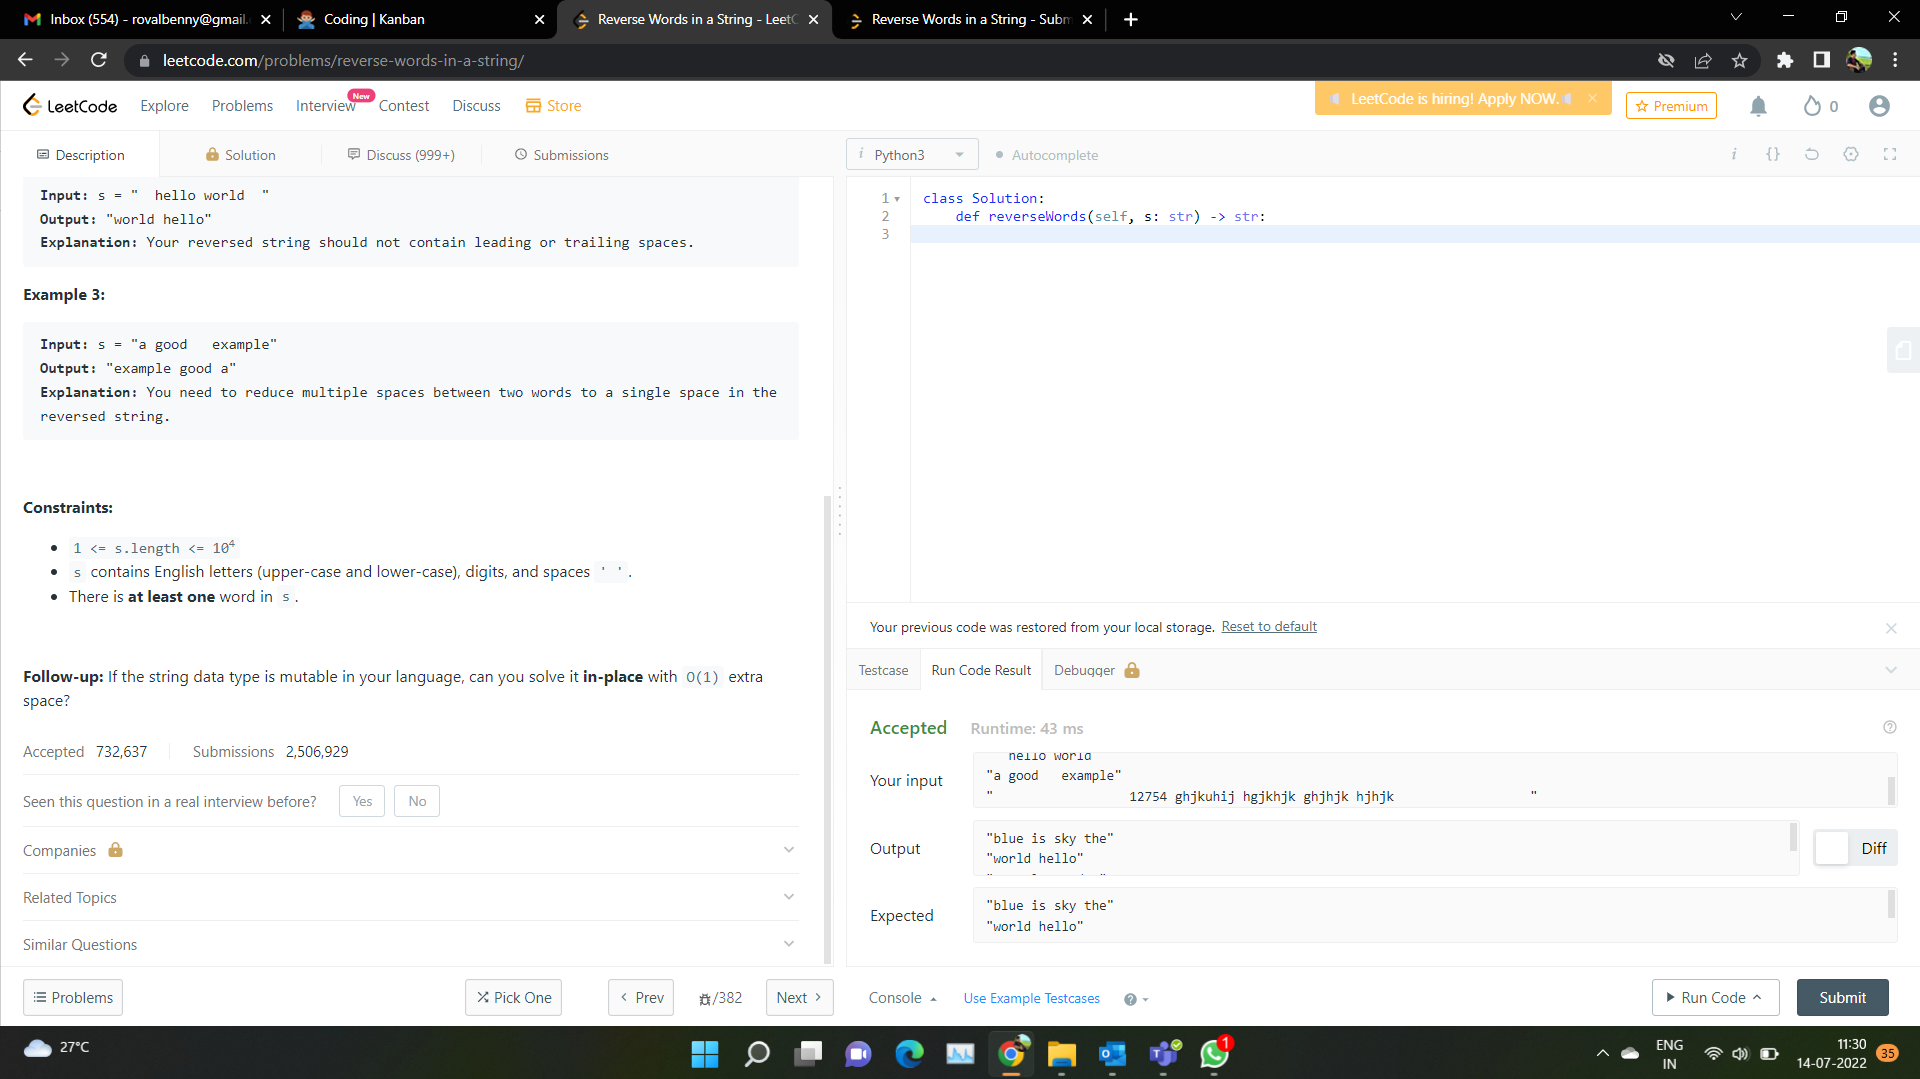 Inbox (554) - rovalbenny@gmail.
Coding | Kanban
Reverse Words in a String - LeetC
Reverse Words in a String - Subm
leetcode.com/problems/reverse-words-in-a-string/
LeetCode
Explore
Problems
Interview
New
Contest
Discuss
Store
LeetCode is hiring! Apply NOW.
Premium
0
Description
Solution
Discuss (999+)
Submissions
i Python3
Autocomplete
i {}
Input: s = "  hello world  "
Output: "world hello"
Explanation: Your reversed string should not contain leading or trailing spaces.
Example 3:
Input: s = "a good   example"
Output: "example good a"
Explanation: You need to reduce multiple spaces between two words to a single space in the
reversed string.
Constraints:
1 <= s.length <= 10⁴
s contains English letters (upper-case and lower-case), digits, and spaces ' '.
There is at least one word in s.
Follow-up: If the string data type is mutable in your language, can you solve it in-place with O(1) extra
space?
Accepted 732,637
Submissions 2,506,929
Seen this question in a real interview before?
Yes
No
Companies
Related Topics
Similar Questions
Problems
Pick One
Prev
/382
Next
1 class Solution:
2     def reverseWords(self, s: str) -> str:
3
Your previous code was restored from your local storage. Reset to default
Testcase
Run Code Result
Debugger
Accepted
Runtime: 43 ms
Your input
hello world
"a good   example"
"                 12754 ghjkuhij hgjkhjk ghjhjk hjhjk                 "
Output
"blue is sky the"
"world hello"
Diff
Expected
"blue is sky the"
"world hello"
Console
Use Example Testcases
Run Code
Submit
27°C
1
ENG
IN
11:30
14-07-2022
35